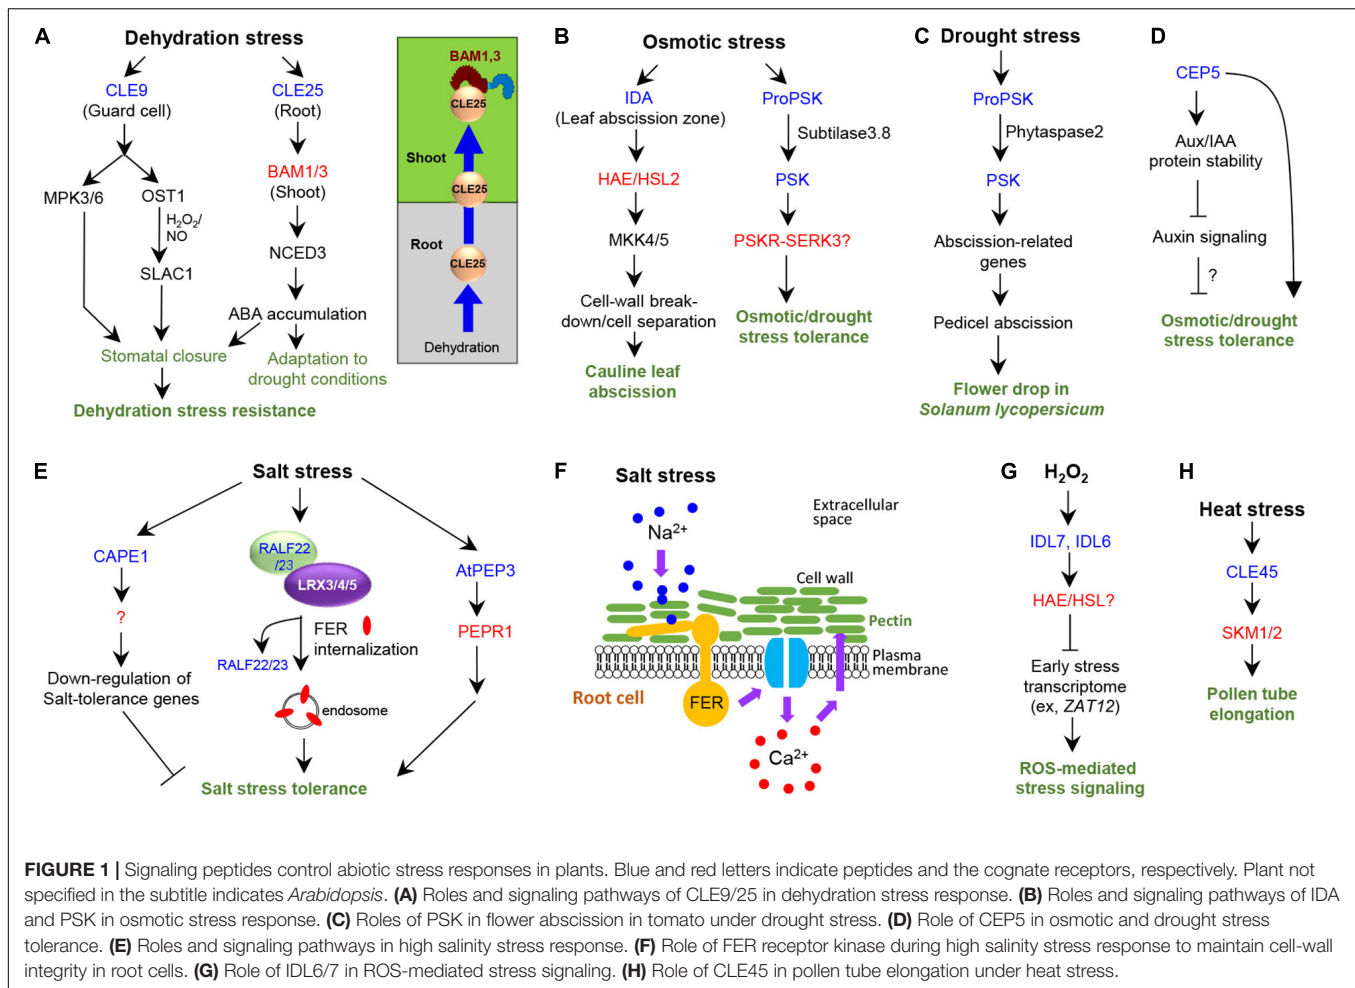 A
Dehydration stress
CLE9
(Guard cell)
CLE25
(Root)
MPK3/6
OST1
H2O2/
NO
SLAC1
BAM1/3
(Shoot)
NCED3
ABA accumulation
Stomatal closure
Adaptation to
drought conditions
Dehydration stress resistance
BAM1,3
CLE25
Shoot
CLE25
Root
CLE25
Dehydration
B
Osmotic stress
IDA
(Leaf abscission zone)
HAE/HSL2
MKK4/5
Cell-wall break-
down/cell separation
Cauline leaf
abscission
ProPSK
Subtilase3.8
PSK
PSKR-SERK3?
Osmotic/drought
stress tolerance
C
Drought stress
ProPSK
Phytaspase2
PSK
Abscission-related
genes
Pedicel abscission
Flower drop in
Solanum lycopersicum
D
CEP5
Aux/IAA
protein stability
Auxin signaling
?
Osmotic/drought
stress tolerance
E
Salt stress
CAPE1
?
Down-regulation of
Salt-tolerance genes
RALF22
/23
LRX3/4/5
FER
internalization
RALF22/23
endosome
AtPEP3
PEPR1
Salt stress tolerance
F
Salt stress
Extracellular
space
Na2+
Cell wall
Pectin
Plasma
membrane
Root cell
FER
Ca2+
G
H2O2
IDL7, IDL6
HAE/HSL?
Early stress
transcriptome
(ex, ZAT12)
ROS-mediated
stress signaling
H
Heat stress
CLE45
SKM1/2
Pollen tube
elongation
FIGURE 1 | Signaling peptides control abiotic stress responses in plants. Blue and red letters indicate peptides and the cognate receptors, respectively. Plant not
specified in the subtitle indicates Arabidopsis. (A) Roles and signaling pathways of CLE9/25 in dehydration stress response. (B) Roles and signaling pathways of IDA
and PSK in osmotic stress response. (C) Roles of PSK in flower abscission in tomato under drought stress. (D) Role of CEP5 in osmotic and drought stress
tolerance. (E) Roles and signaling pathways in high salinity stress response. (F) Role of FER receptor kinase during high salinity stress response to maintain cell-wall
integrity in root cells. (G) Role of IDL6/7 in ROS-mediated stress signaling. (H) Role of CLE45 in pollen tube elongation under heat stress.